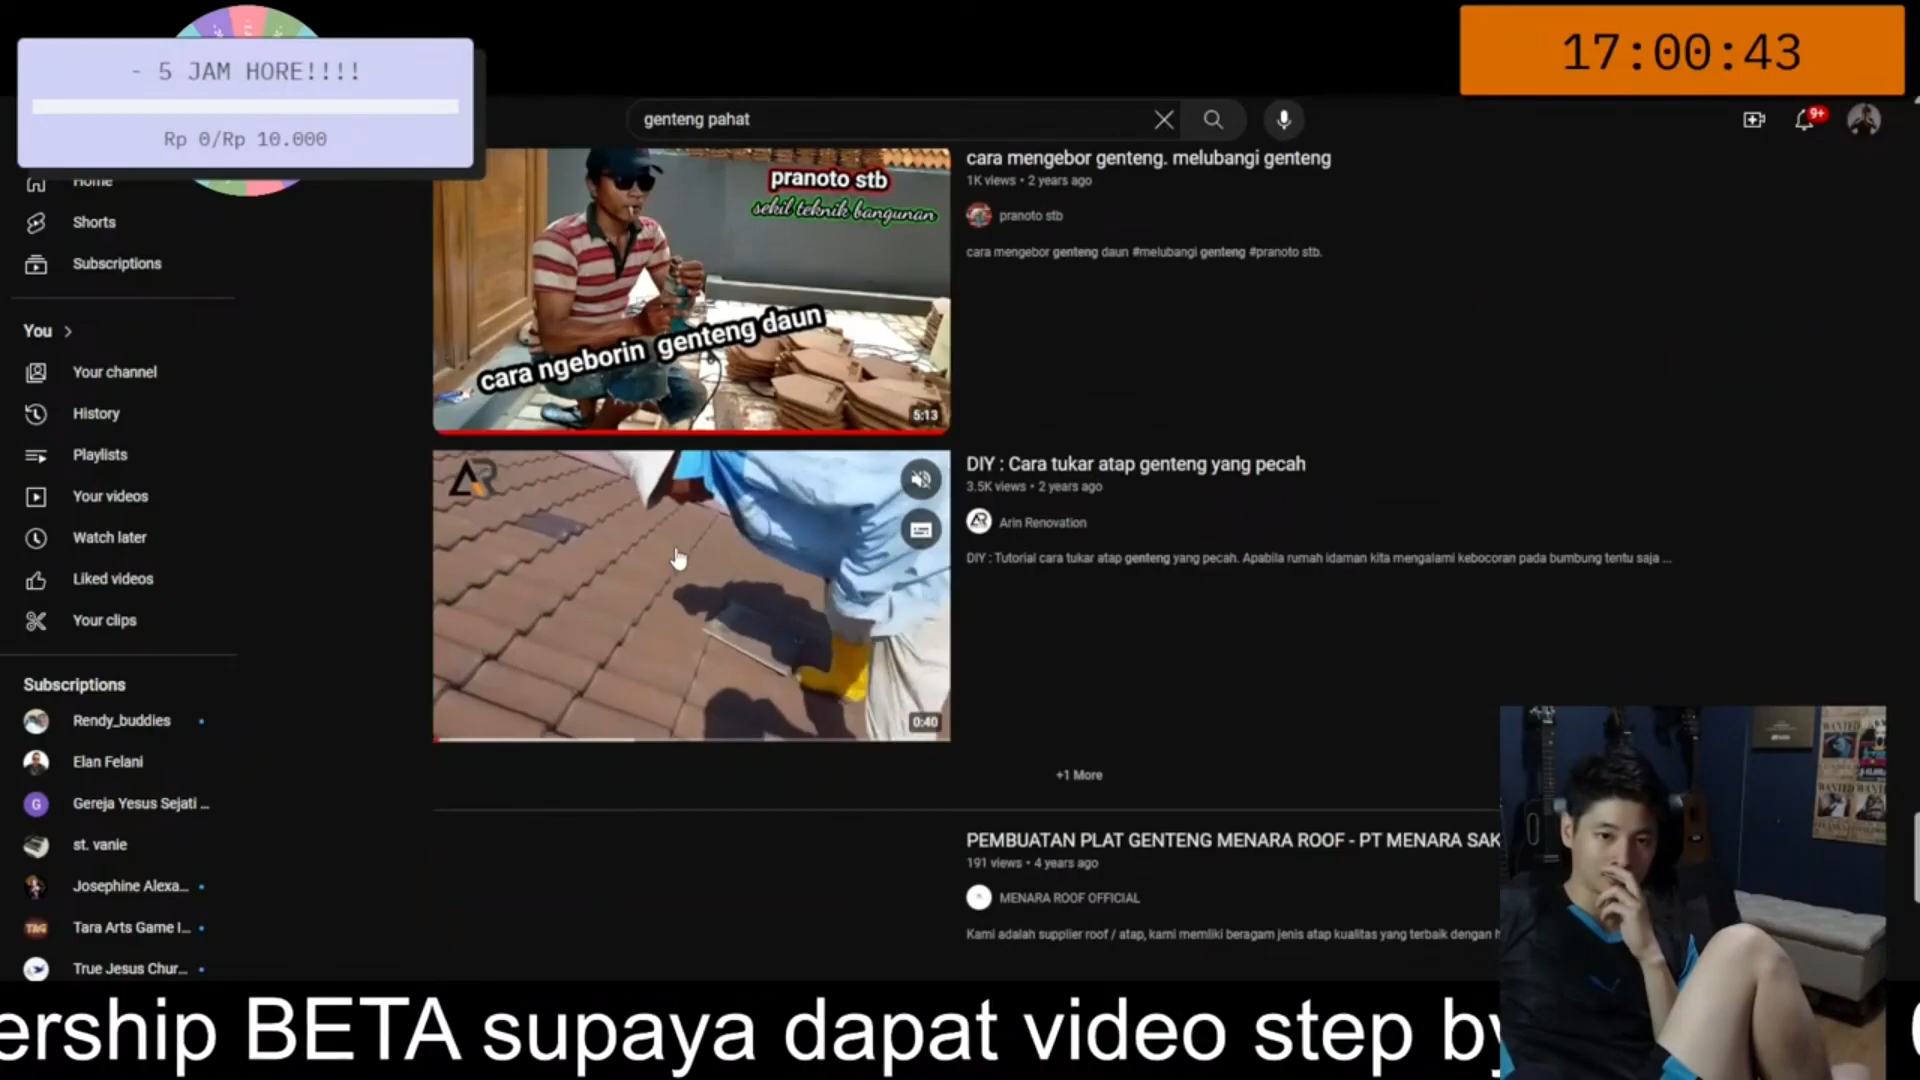 - 5 JAM HORE!!!!
Rp 0/Rp 10.000
17:00:43
genteng pahat
9+
Home
Shorts
Subscriptions
You
Your channel
History
Playlists
Your videos
Watch later
Liked videos
Your clips
Subscriptions
Rendy_buddies
Elan Felani
G
Gereja Yesus Sejati ...
st. vanie
Josephine Alexa...
TAG
Tara Arts Game I...
True Jesus Chur...
pranoto stb
sekil teknik bangunan
cara ngeborin genteng daun
5:13
cara mengebor genteng. melubangi genteng
1K views • 2 years ago
pranoto stb
cara mengebor genteng daun #melubangi genteng #pranoto stb.
AR
0:40
DIY : Cara tukar atap genteng yang pecah
3.5K views • 2 years ago
Arin Renovation
DIY : Tutorial cara tukar atap genteng yang pecah. Apabila rumah idaman kita mengalami kebocoran pada bumbung tentu saja ...
+1 More
PEMBUATAN PLAT GENTENG MENARA ROOF - PT MENARA SAK
191 views • 4 years ago
MENARA ROOF OFFICIAL
Kami adalah supplier roof / atap, kami memliki beragam jenis atap kualitas yang terbaik dengan h
WANTED
WANTED WANTED
ership BETA supaya dapat video step by